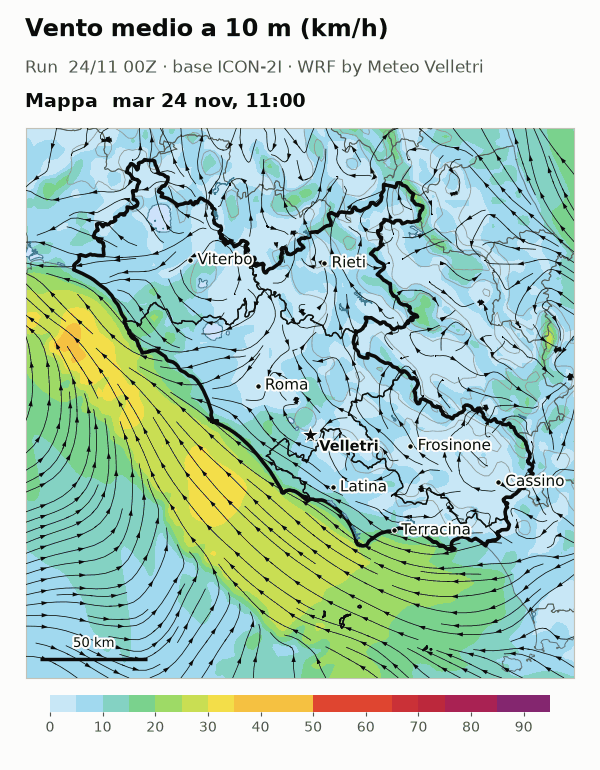 Vento medio a 10 m (km/h)
Run  24/11 00Z · base ICON-2I · WRF by Meteo Velletri
Mappa  mar 24 nov, 11:00
Viterbo
Rieti
Roma
Velletri
Frosinone
Cassino
Latina
Terracina
50 km
0 10 20 30 40 50 60 70 80 90